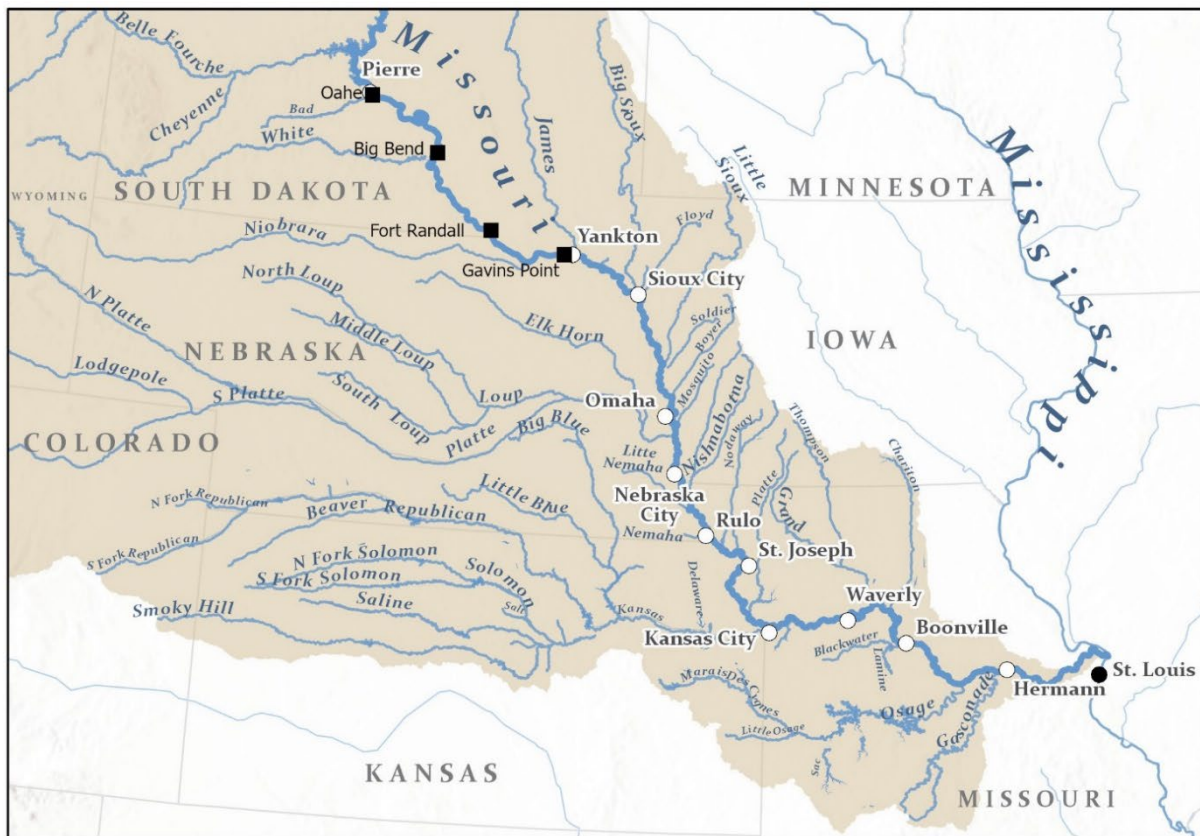 Belle Fourche
Missouri
Pierre
Oahe
Bad
Cheyenne
White
Big Bend
James
Big Sioux
Little
Sioux
MINNESOTA
Mississippi
WYOMING
SOUTH DAKOTA
Niobrara
Fort Randall
Yankton
Floyd
Gavins Point
Sioux City
North Loup
N Platte
Middle Loup
Elk Horn
Soldier
Boyer
IOWA
NEBRASKA
Lodgepole
S Platte
South Loup
Loup
Mosquito
Omaha
Platte
Big Blue
Nishnaborna
Nodaway
Thompson
COLORADO
Litte
Nemaha
Chariton
Platte
Grand
N Fork Republican
Beaver
Republican
Little Blue
Nebraska
City
Rulo
Nemaha
St. Joseph
S Fork Republican
N Fork Solomon
S Fork Solomon
Solomon
Saline
Salt
Smoky Hill
Kansas
Delaware
Waverly
Kansas City
Boonville
Blackwater
Lamine
St. Louis
Hermann
Marais Des Cygnes
Osage
Gasconade
Little Osage
Sac
KANSAS
MISSOURI